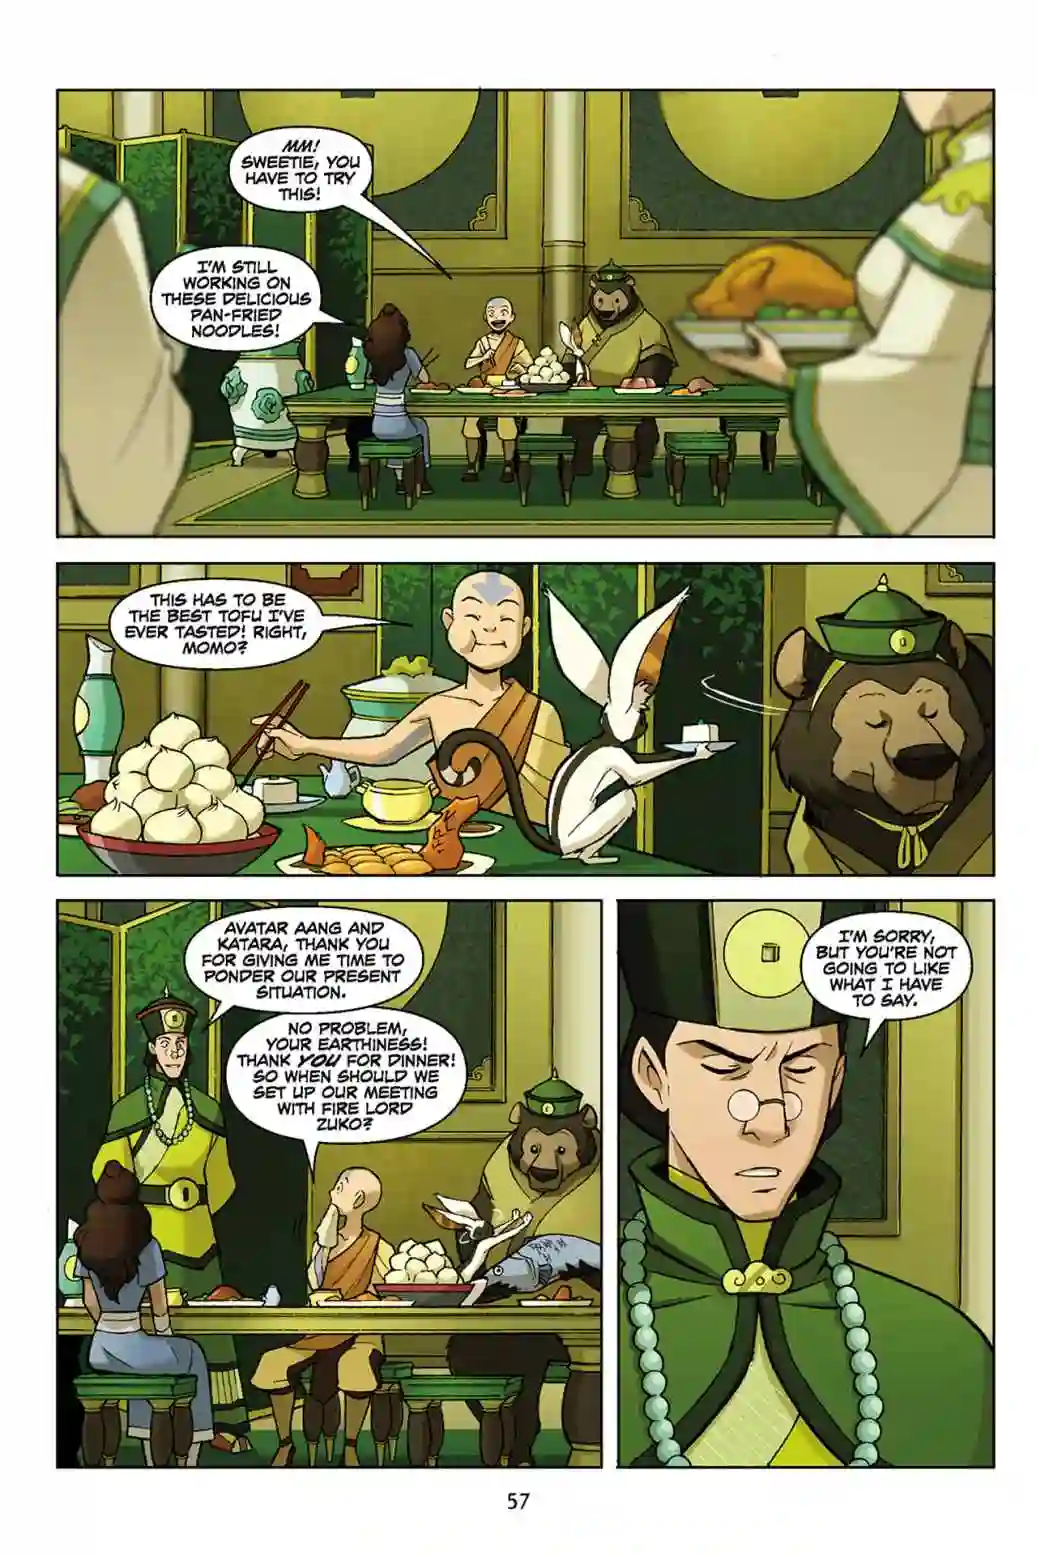 MM!
SWEETIE, YOU
HAVE TO TRY
THIS!
I'M STILL
WORKING ON
THESE DELICIOUS
PAN-FRIED
NOODLES!
THIS HAS TO BE
THE BEST TOFU I'VE
EVER TASTED! RIGHT,
MOMO?
AVATAR AANG AND
KATARA, THANK YOU
FOR GIVING ME TIME TO
PONDER OUR PRESENT
SITUATION.
NO PROBLEM,
YOUR EARTHINESS!
THANK YOU FOR DINNER!
SO WHEN SHOULD WE
SET UP OUR MEETING
WITH FIRE LORD
ZUKO?
I'M SORRY,
BUT YOU'RE NOT
GOING TO LIKE
WHAT I HAVE
TO SAY.
57